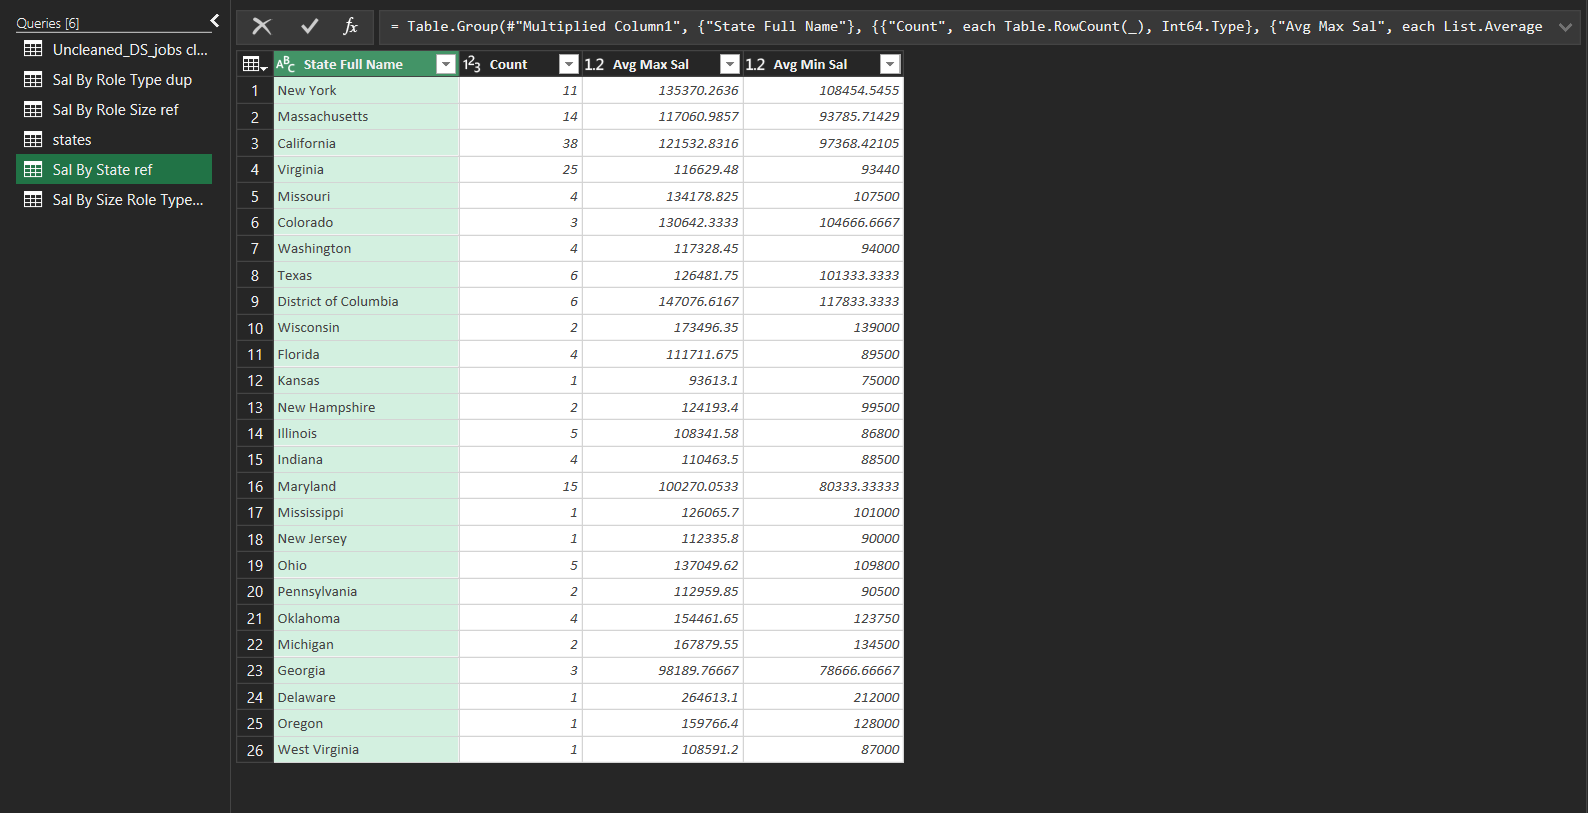 Queries [6]
Uncleaned_DS_jobs cl...
Sal By Role Type dup
Sal By Role Size ref
states
Sal By State ref
Sal By Size Role Type...
fx = Table.Group(#"Multiplied Column1", {"State Full Name"}, {{"Count", each Table.RowCount(_), Int64.Type}, {"Avg Max Sal", each List.Average
ABC State Full Name 123 Count 1.2 Avg Max Sal 1.2 Avg Min Sal
1 New York 11 135370.2636 108454.5455
2 Massachusetts 14 117060.9857 93785.71429
3 California 38 121532.8316 97368.42105
4 Virginia 25 116629.48 93440
5 Missouri 4 134178.825 107500
6 Colorado 3 130642.3333 104666.6667
7 Washington 4 117328.45 94000
8 Texas 6 126481.75 101333.3333
9 District of Columbia 6 147076.6167 117833.3333
10 Wisconsin 2 173496.35 139000
11 Florida 4 111711.675 89500
12 Kansas 1 93613.1 75000
13 New Hampshire 2 124193.4 99500
14 Illinois 5 108341.58 86800
15 Indiana 4 110463.5 88500
16 Maryland 15 100270.0533 80333.33333
17 Mississippi 1 126065.7 101000
18 New Jersey 1 112335.8 90000
19 Ohio 5 137049.62 109800
20 Pennsylvania 2 112959.85 90500
21 Oklahoma 4 154461.65 123750
22 Michigan 2 167879.55 134500
23 Georgia 3 98189.76667 78666.66667
24 Delaware 1 264613.1 212000
25 Oregon 1 159766.4 128000
26 West Virginia 1 108591.2 87000